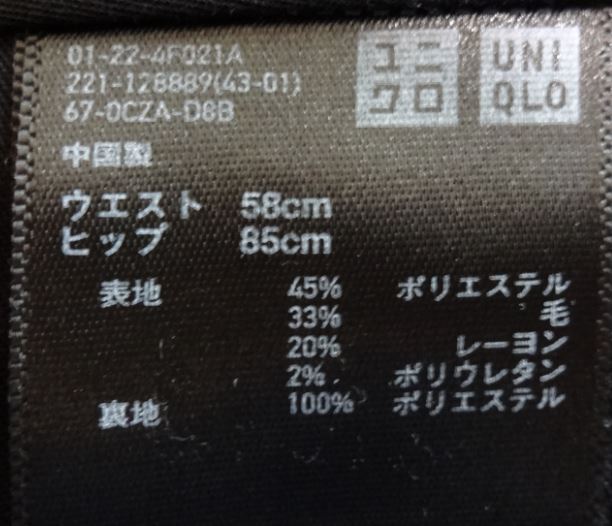 01-22-4F021A
221-128889(43-01)
67-0CZA-D8B
ユニ
クロ
UNI
QLO
中国製
ウエスト 58cm
ヒップ 85cm
表地 45% ポリエステル
33% 毛
20% レーヨン
2% ポリウレタン
裏地 100% ポリエステル